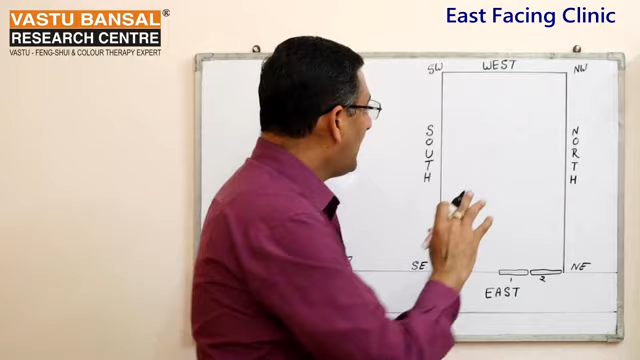 VASTU BANSAL®
RESEARCH CENTRE
VASTU - FENG-SHUI & COLOUR THERAPY EXPERT
East Facing Clinic
SW WEST NW
SOUTH
NORTH
SE NE
1 2
EAST